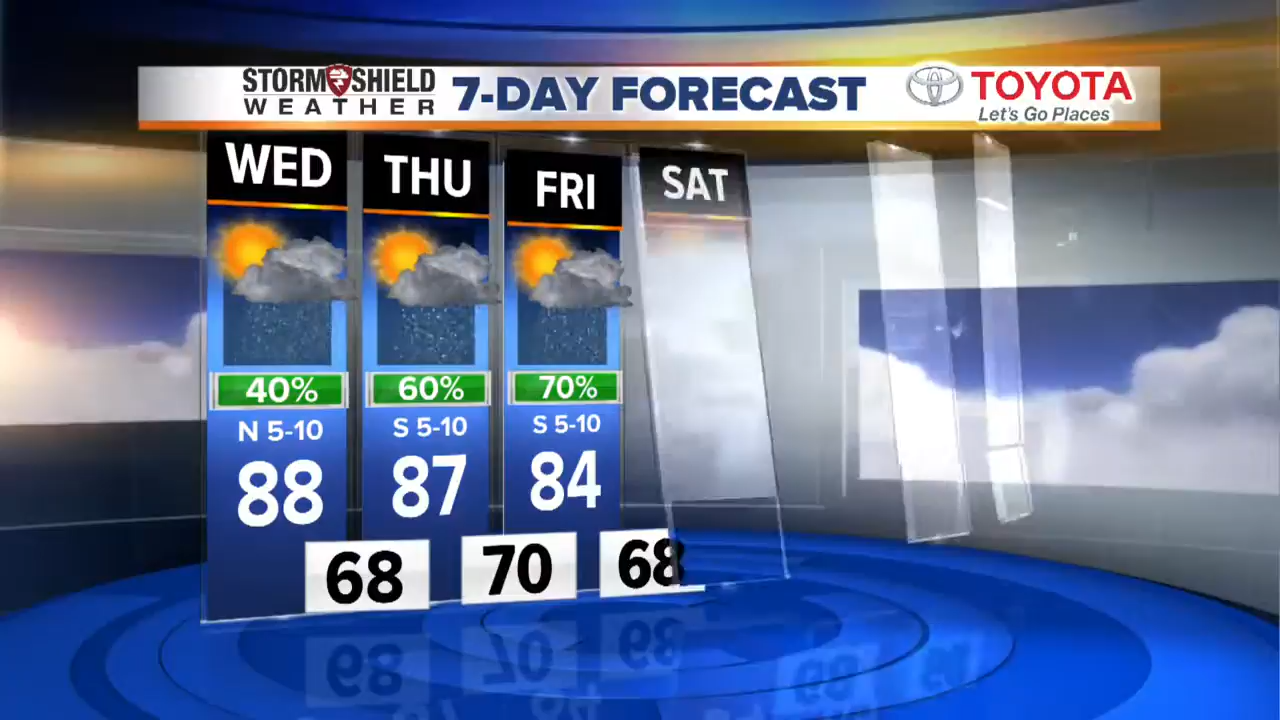 STORM SHIELD
WEATHER
7-DAY FORECAST
TOYOTA
Let's Go Places
WED
THU
FRI
SAT
40%
60%
70%
N 5-10
S 5-10
S 5-10
88
87
84
68
70
68